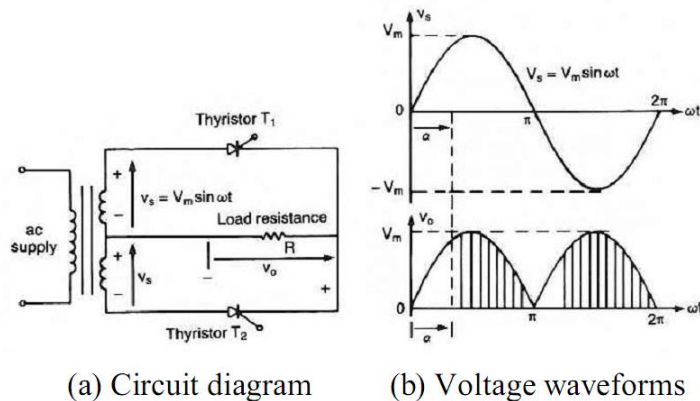 Thyristor T1
+
vs = Vm sin ωt
−
ac
supply
Load resistance
R
+
vs
−
−
vo
+
Thyristor T2
(a) Circuit diagram
Vm
vs
Vs = Vm sin ωt
0
π
2π
ωt
α
− Vm
vo
Vm
0
π
2π
ωt
α
(b) Voltage waveforms